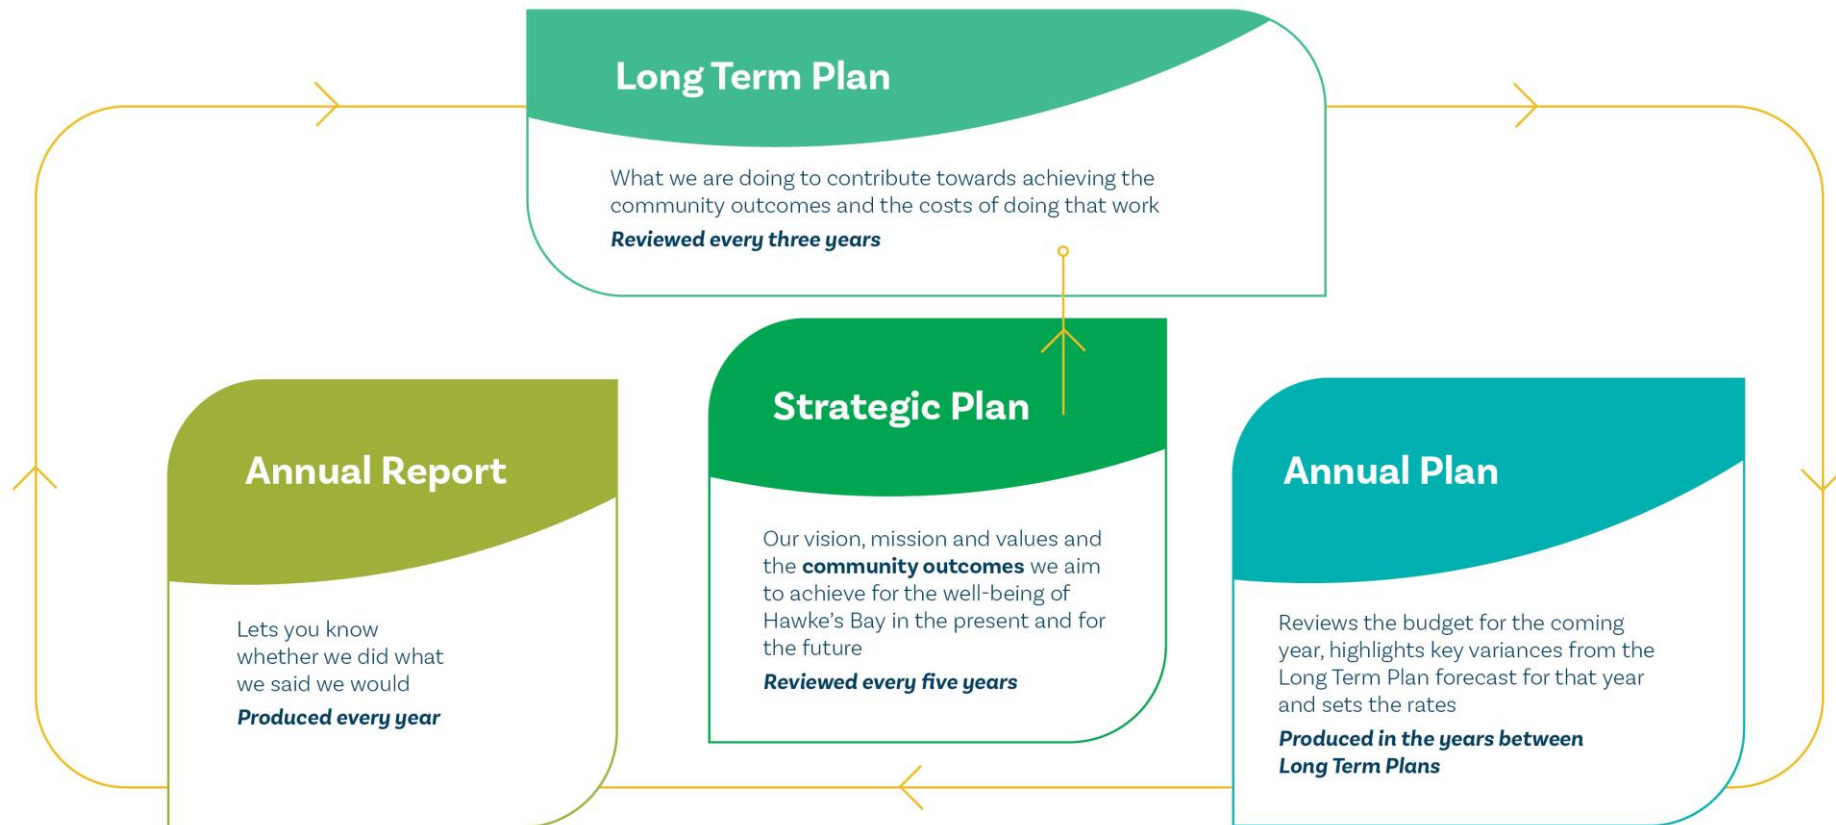 Long Term Plan
What we are doing to contribute towards achieving the
community outcomes and the costs of doing that work
Reviewed every three years
Annual Report
Lets you know
whether we did what
we said we would
Produced every year
Strategic Plan
Our vision, mission and values and
the community outcomes we aim
to achieve for the well-being of
Hawke's Bay in the present and for
the future
Reviewed every five years
Annual Plan
Reviews the budget for the coming
year, highlights key variances from the
Long Term Plan forecast for that year
and sets the rates
Produced in the years between
Long Term Plans